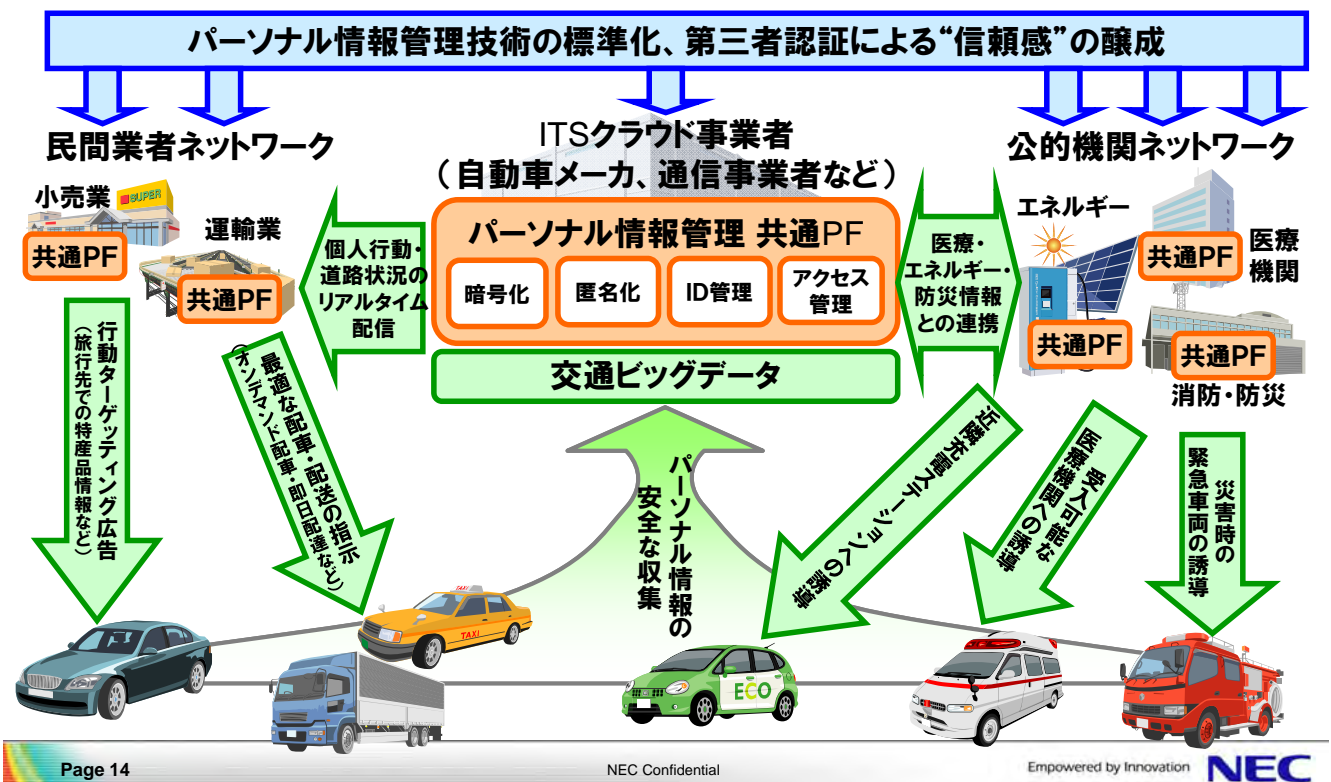 パーソナル情報管理技術の標準化、第三者認証による“信頼感”の醸成
民間業者ネットワーク
小売業
SUPER
共通PF
運輸業
共通PF
個人行動・
道路状況の
リアルタイム
配信
ITSクラウド事業者
（自動車メーカ、通信事業者など）
パーソナル情報管理 共通PF
暗号化
匿名化
ID管理
アクセス
管理
交通ビッグデータ
医療・
エネルギー・
防災情報
との連携
公的機関ネットワーク
エネルギー
共通PF
医療
機関
共通PF
共通PF
消防・防災
行動ターゲッティング広告
（旅行先での特産品情報など）
最適な配車・配送の指示
（オンデマンド配車・即日配達など）
パーソナル情報の
安全な収集
近隣充電ステーションへの誘導
受入可能な
医療機関への誘導
災害時の
緊急車両の誘導
TAXI
TAXI
ECO
Page 14
NEC Confidential
Empowered by Innovation
NEC